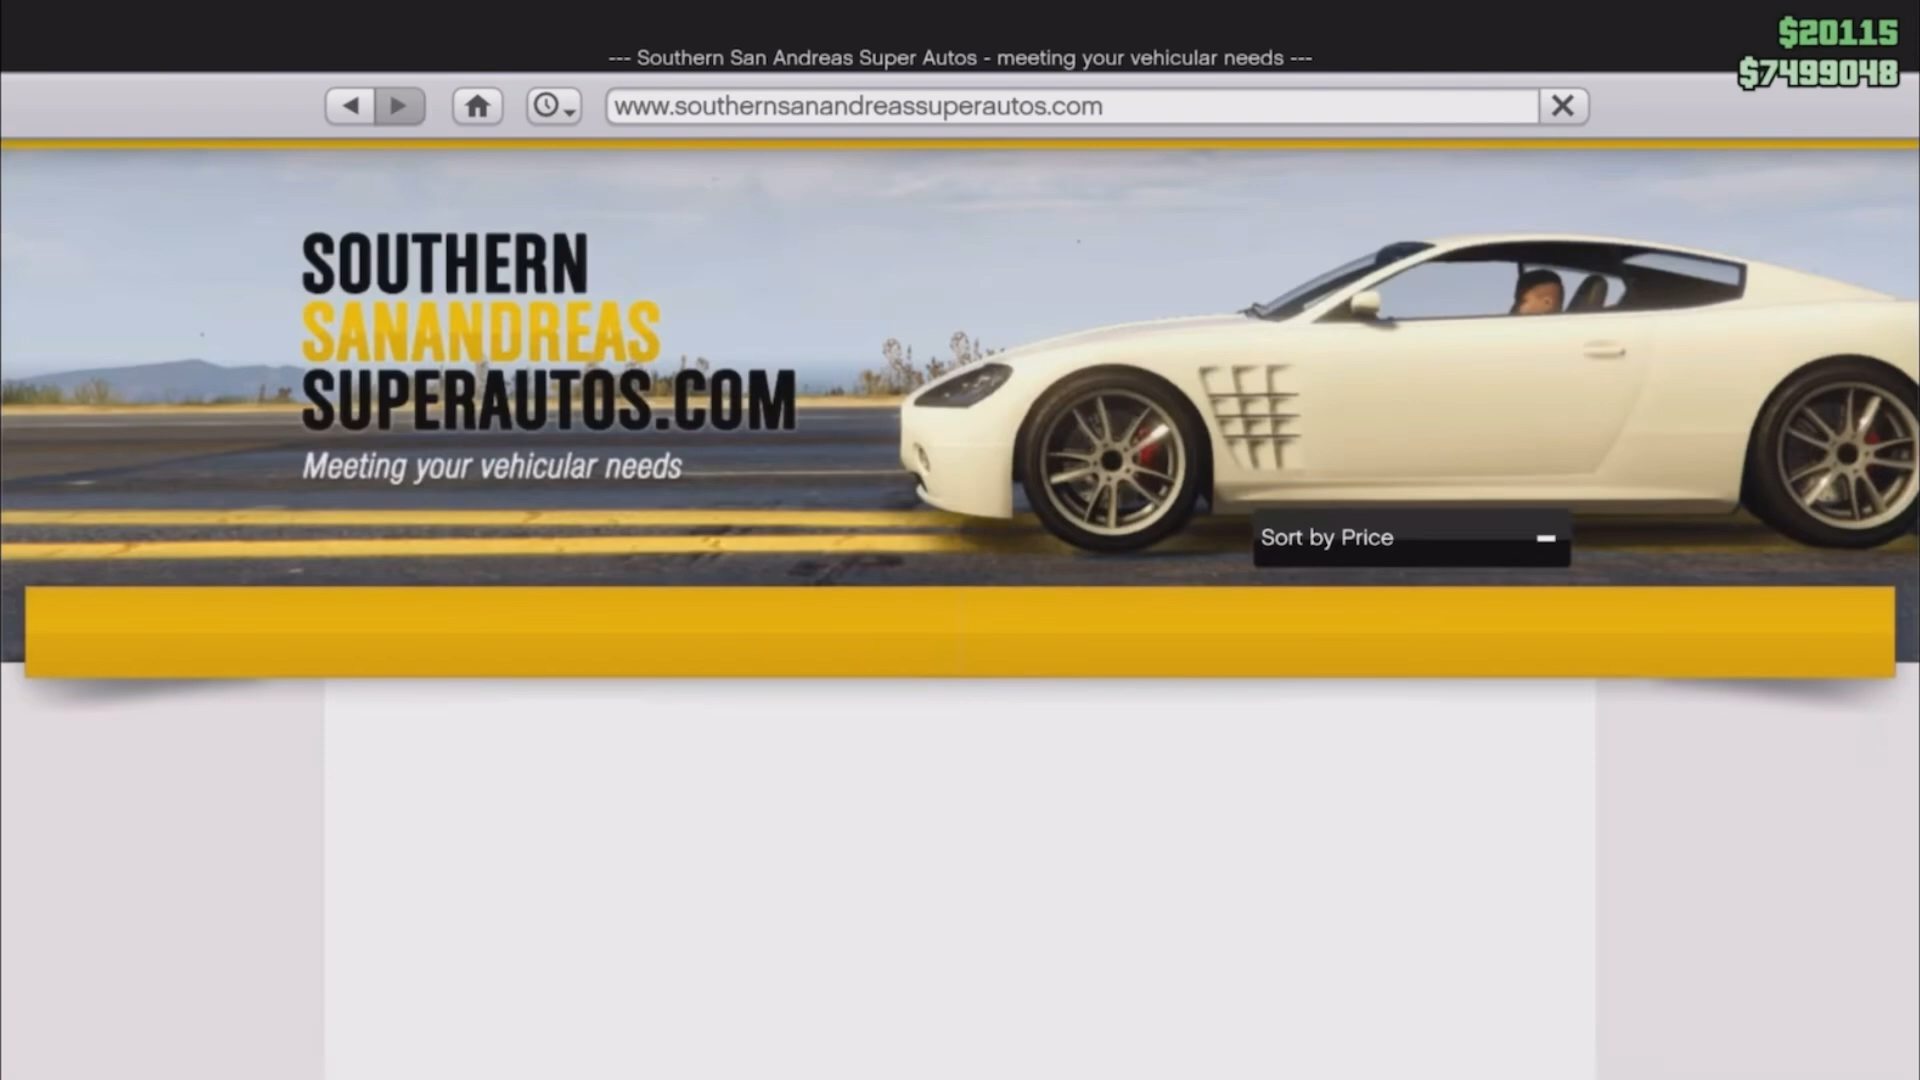 $20115
--- Southern San Andreas Super Autos - meeting your vehicular needs ---
$7499048
www.southernsanandreassuperautos.com
SOUTHERN
SANANDREAS
SUPERAUTOS.COM
Meeting your vehicular needs
Sort by Price